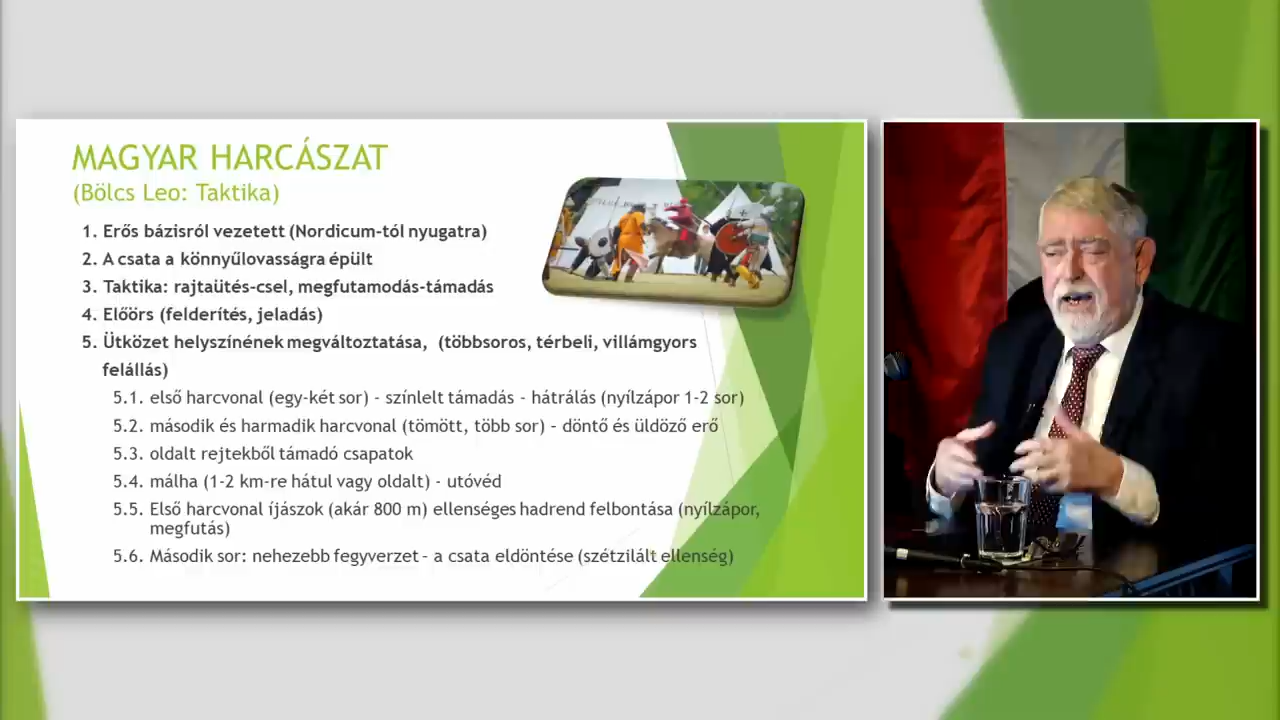 MAGYAR HARCÁSZAT
(Bölcs Leo: Taktika)
1. Erős bázisról vezetett (Nordicum-tól nyugatra)
2. A csata a könnyűlovasságra épült
3. Taktika: rajtaütés-csel, megfutamodás-támadás
4. Előörs (felderítés, jeladás)
5. Ütközet helyszínének megváltoztatása, (többsoros, térbeli, villámgyors
felállás)
5.1. első harcvonal (egy-két sor) - színlelt támadás - hátrálás (nyílzápor 1-2 sor)
5.2. második és harmadik harcvonal (tömött, több sor) – döntő és üldöző erő
5.3. oldalt rejtekből támadó csapatok
5.4. málha (1-2 km-re hátul vagy oldalt) - utóvéd
5.5. Első harcvonal íjászok (akár 800 m) ellenséges hadrend felbontása (nyílzápor,
megfutás)
5.6. Második sor: nehezebb fegyverzet – a csata eldöntése (szétzilált ellenség)